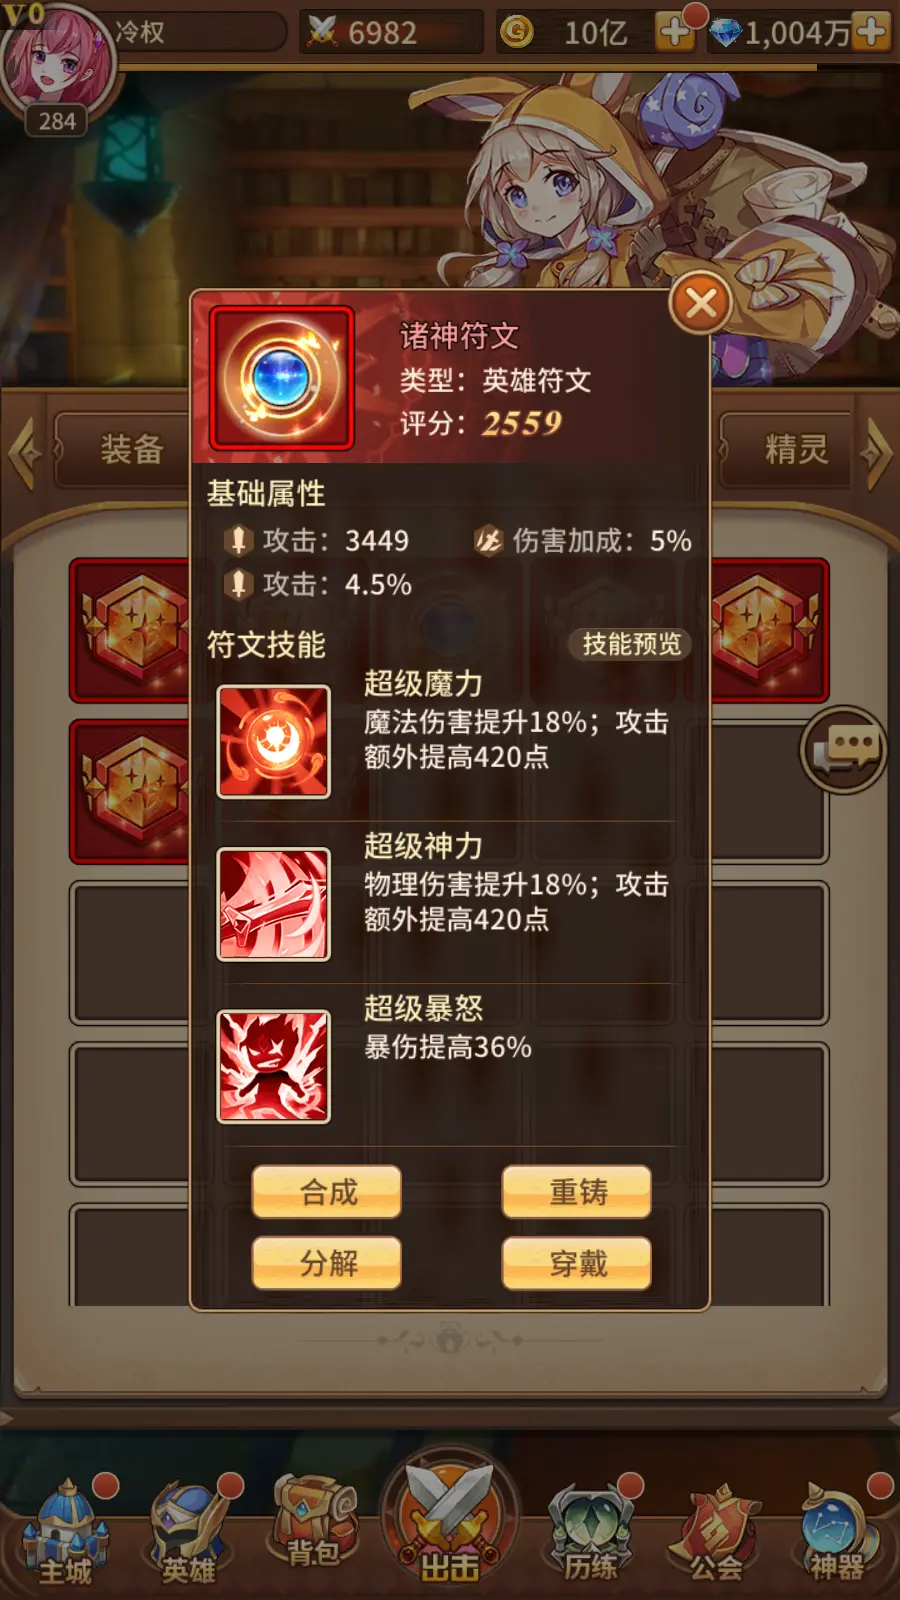 V0
冷权
6982
10亿
1,004万
284
诸神符文
类型：英雄符文
评分：2559
装备
精灵
基础属性
攻击：3449
伤害加成：5%
攻击：4.5%
符文技能
技能预览
超级魔力
魔法伤害提升18%；攻击
额外提高420点
超级神力
物理伤害提升18%；攻击
额外提高420点
超级暴怒
暴伤提高36%
合成
重铸
分解
穿戴
主城
英雄
背包
出击
历练
公会
神器